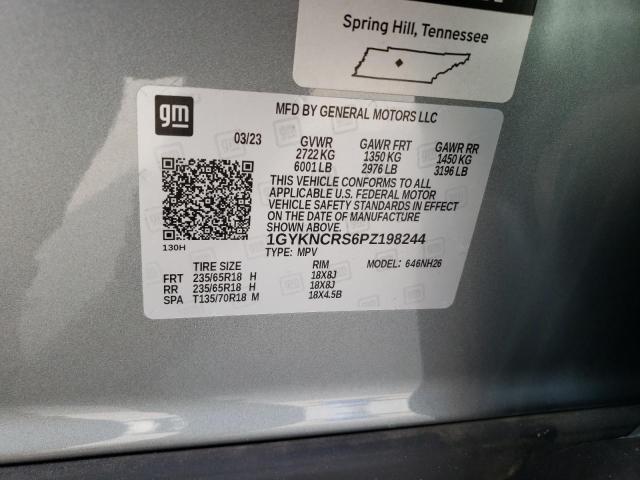 Spring Hill, Tennessee
gm
MFD BY GENERAL MOTORS LLC
03/23 GVWR GAWR FRT GAWR RR
2722 KG 1350 KG 1450 KG
6001 LB 2976 LB 3196 LB
THIS VEHICLE CONFORMS TO ALL
APPLICABLE U.S. FEDERAL MOTOR
VEHICLE SAFETY STANDARDS IN EFFECT
ON THE DATE OF MANUFACTURE
SHOWN ABOVE.
1GYKNCRS6PZ198244
130H
TYPE: MPV MODEL: 646NH26
TIRE SIZE RIM
FRT 235/65R18 H 18X8J
RR 235/65R18 H 18X8J
SPA T135/70R18 M 18X4.5B